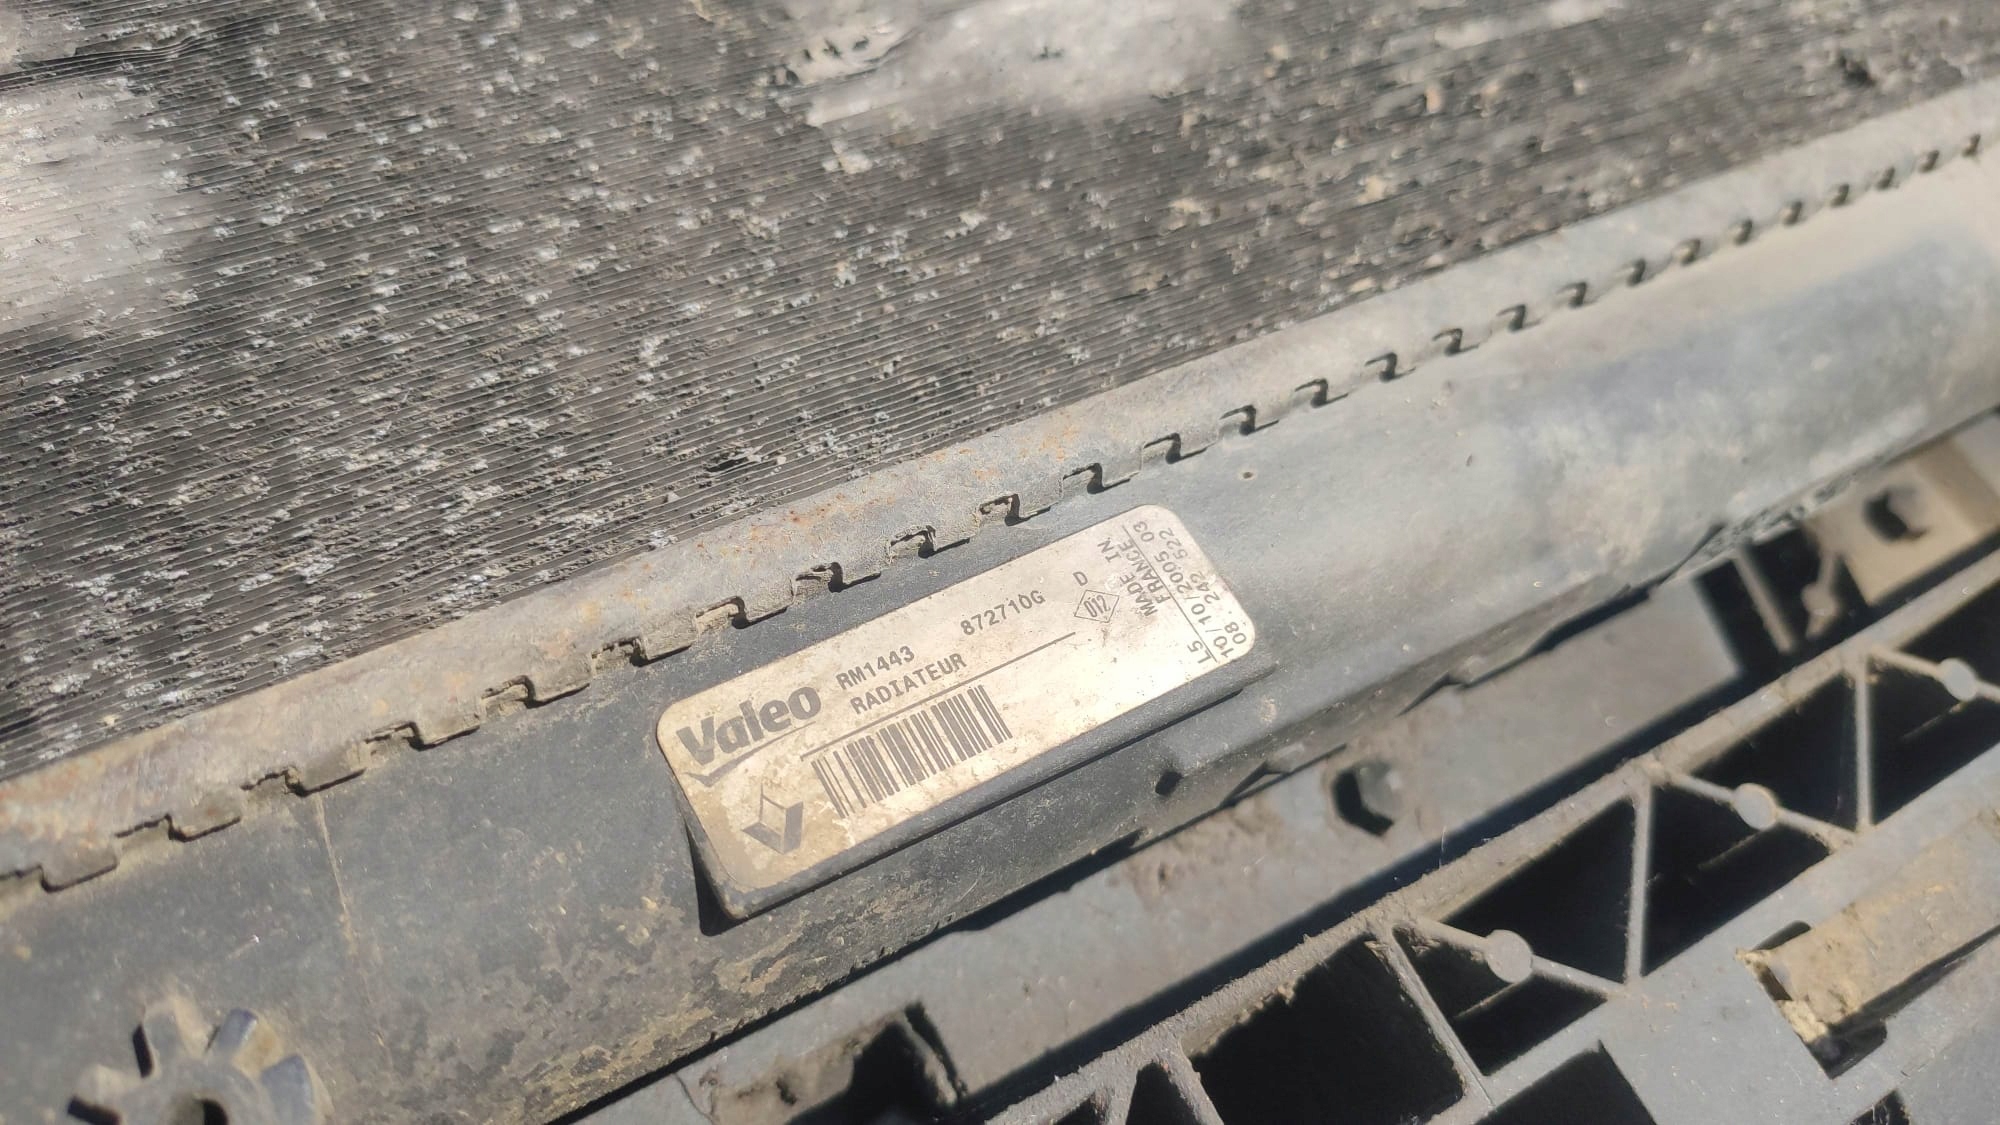 Valeo
RM1443
872710G
RADIATEUR
D
012
MADE IN
FRANCE
L5
10/10 2005 03
08 242 522